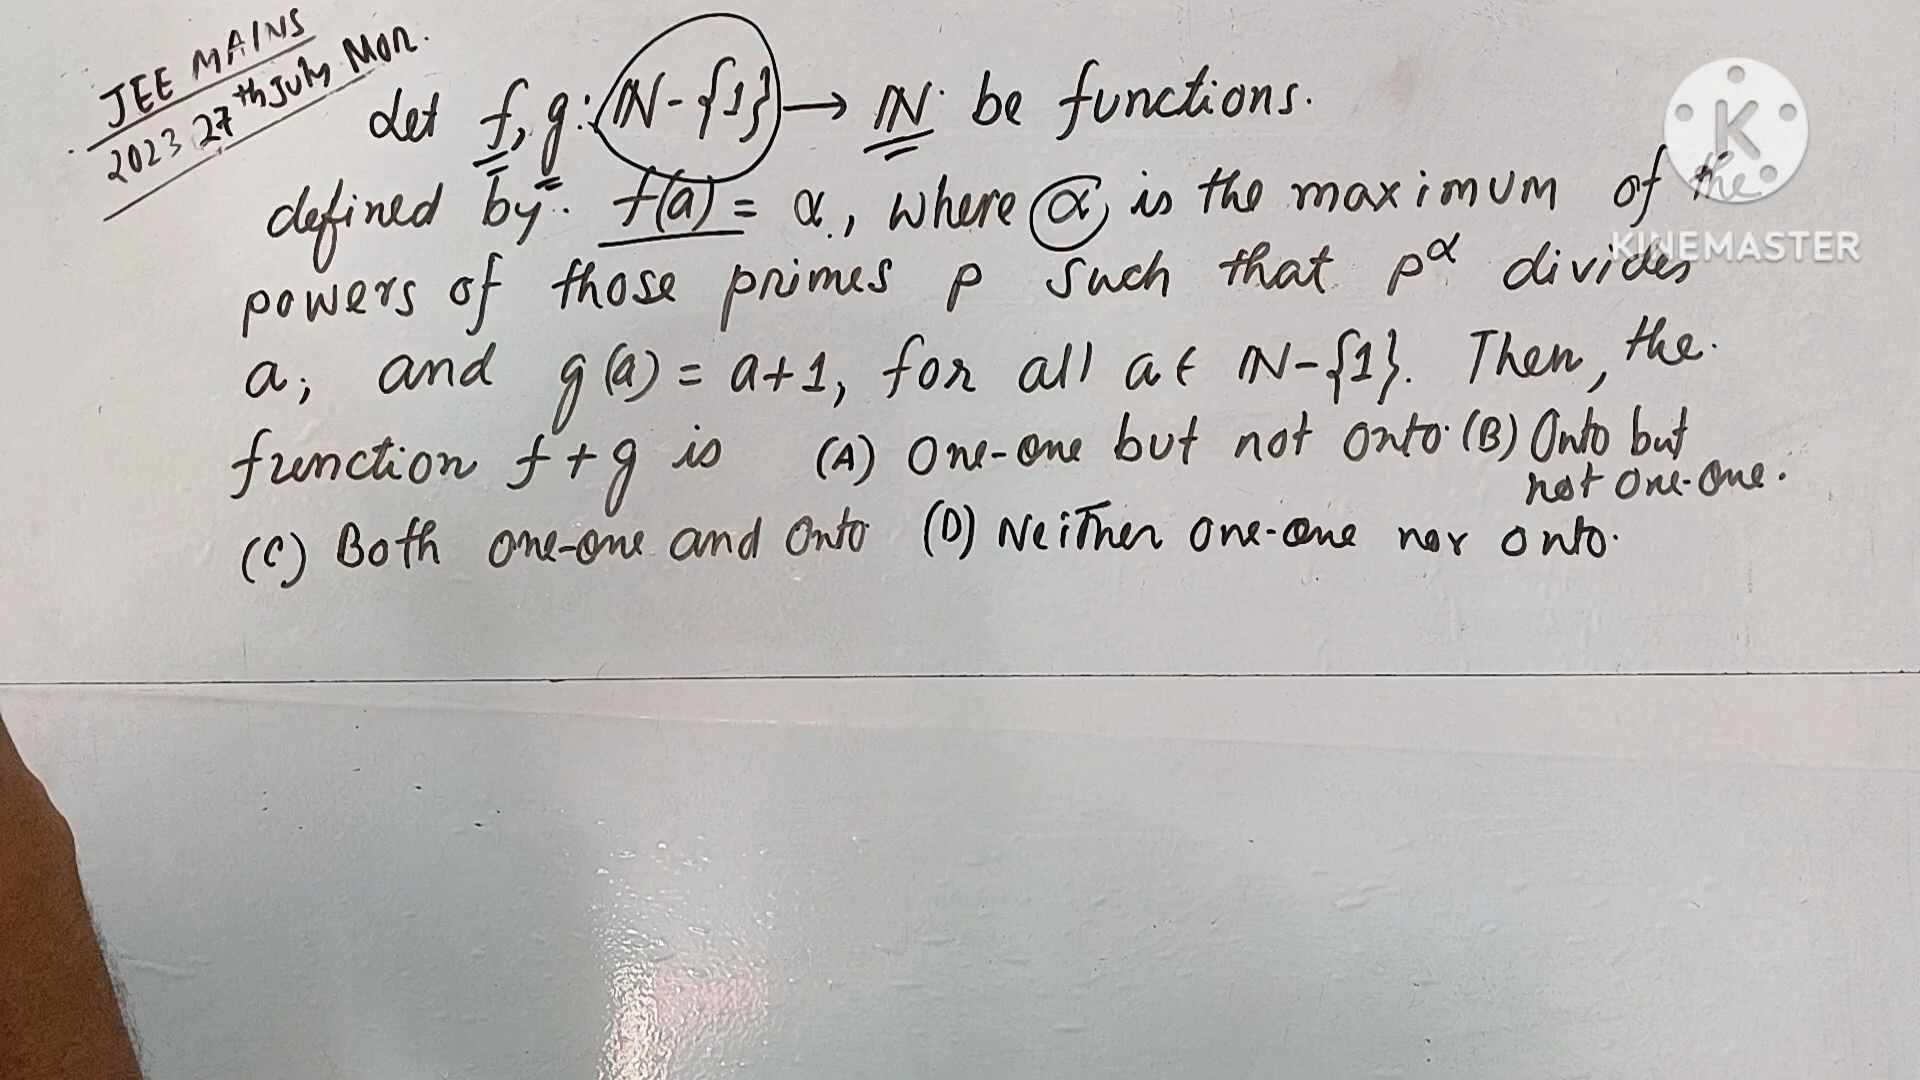 JEE MAINS
2023 27th July Mor.
Let f, g: N-{1} → N be functions.
defined by. f(a) = α, where α is the maximum of the
powers of those primes p such that p^α divides
a, and g(a) = a+1, for all a ∈ N-{1}. Then, the.
function f+g is (A) One-one but not onto (B) Onto but
not one-one.
(C) Both one-one and onto (D) Neither one-one nor onto.
K
KINEMASTER